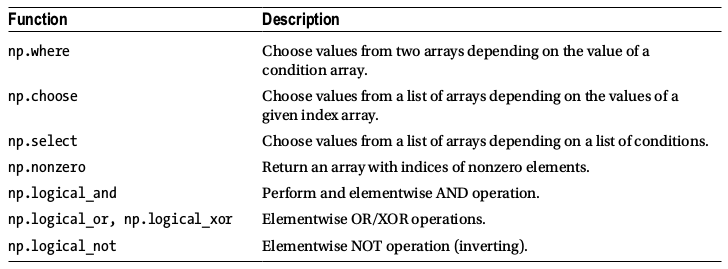 Function Description
np.where Choose values from two arrays depending on the value of a
condition array.
np.choose Choose values from a list of arrays depending on the values of a
given index array.
np.select Choose values from a list of arrays depending on a list of conditions.
np.nonzero Return an array with indices of nonzero elements.
np.logical_and Perform and elementwise AND operation.
np.logical_or, np.logical_xor Elementwise OR/XOR operations.
np.logical_not Elementwise NOT operation (inverting).